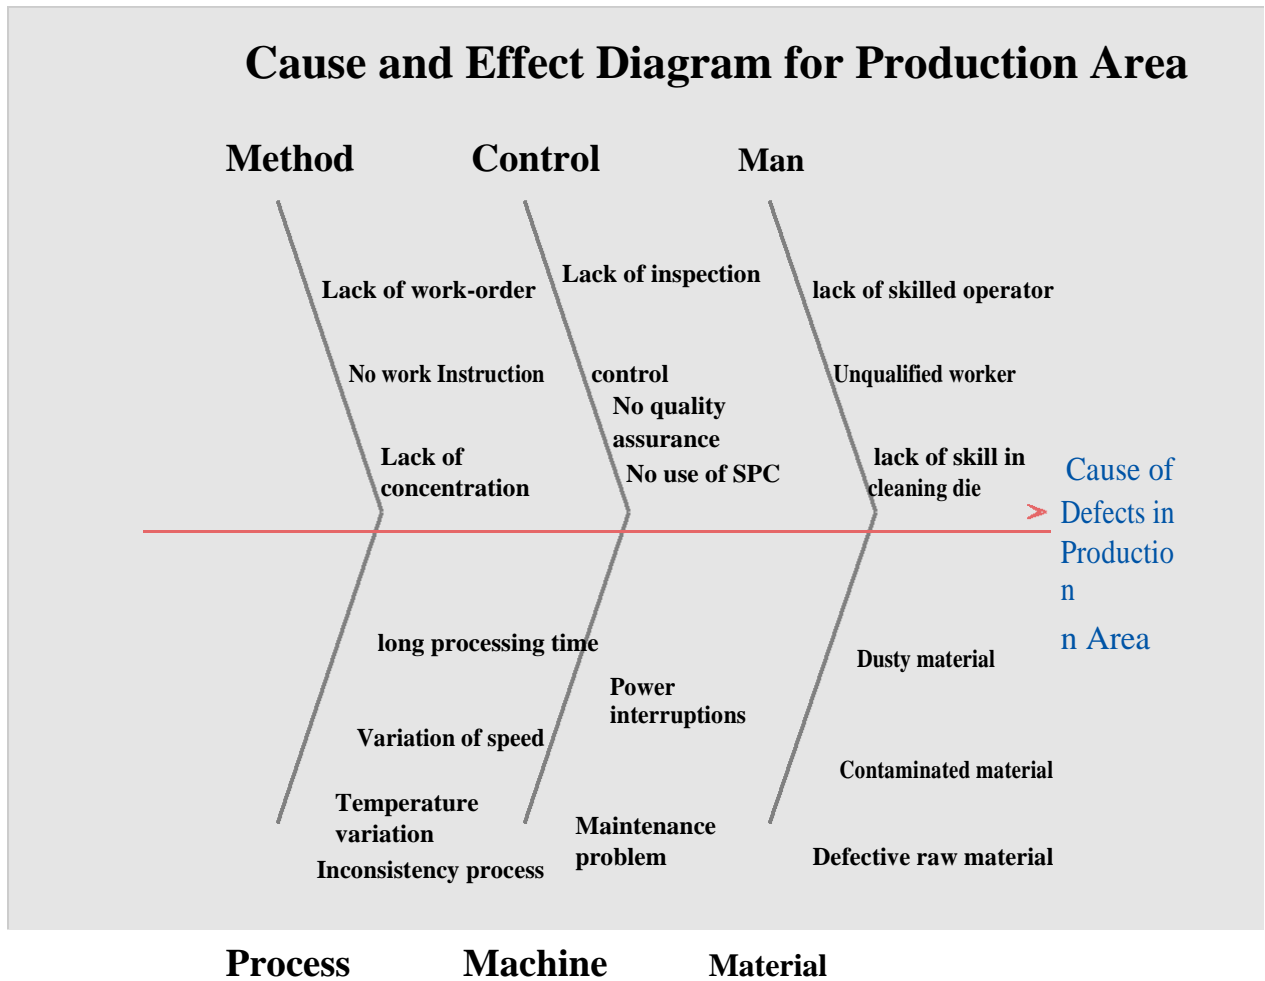 Cause and Effect Diagram for Production Area
Method
Control
Man
Lack of work-order
No work Instruction
Lack of
concentration
Lack of inspection
control
No quality
assurance
No use of SPC
lack of skilled operator
Unqualified worker
lack of skill in
cleaning die
Cause of
Defects in
Productio
n
n Area
long processing time
Variation of speed
Temperature
variation
Inconsistency process
Power
interruptions
Maintenance
problem
Dusty material
Contaminated material
Defective raw material
Process
Machine
Material